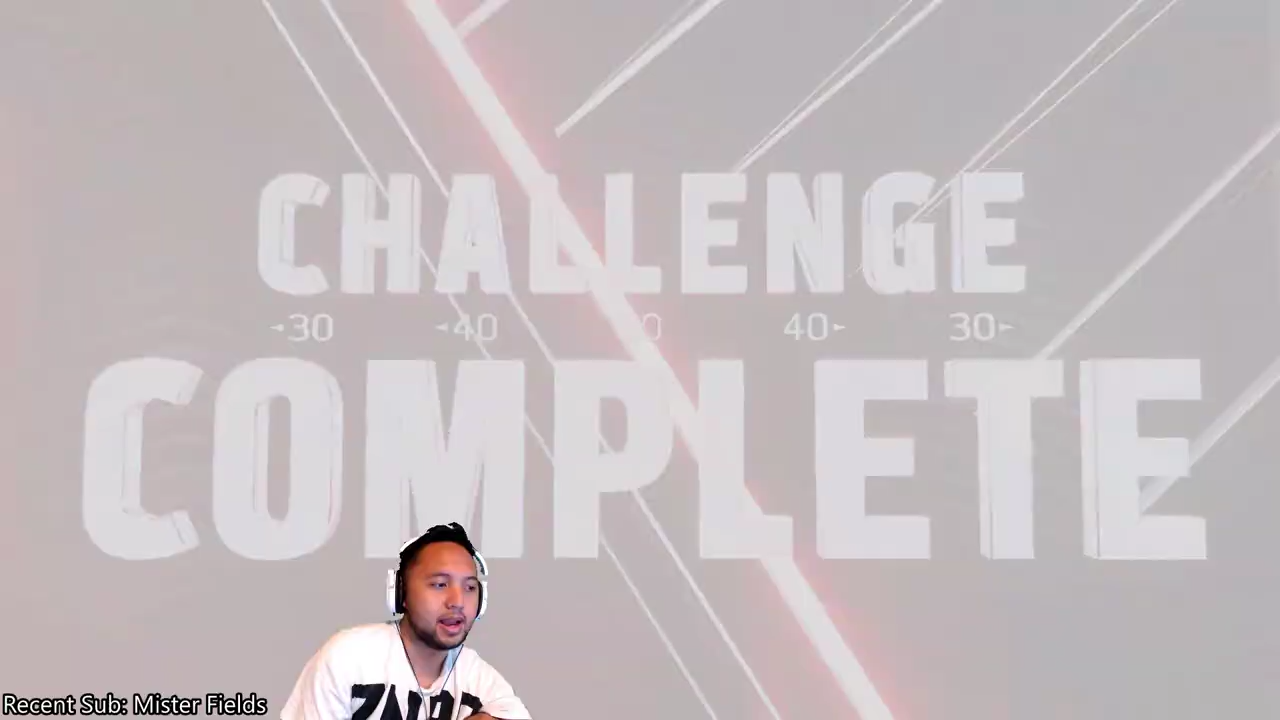 CHALLENGE
◄30 ◄40 40► 30►
COMPLETE
Recent Sub: Mister Fields